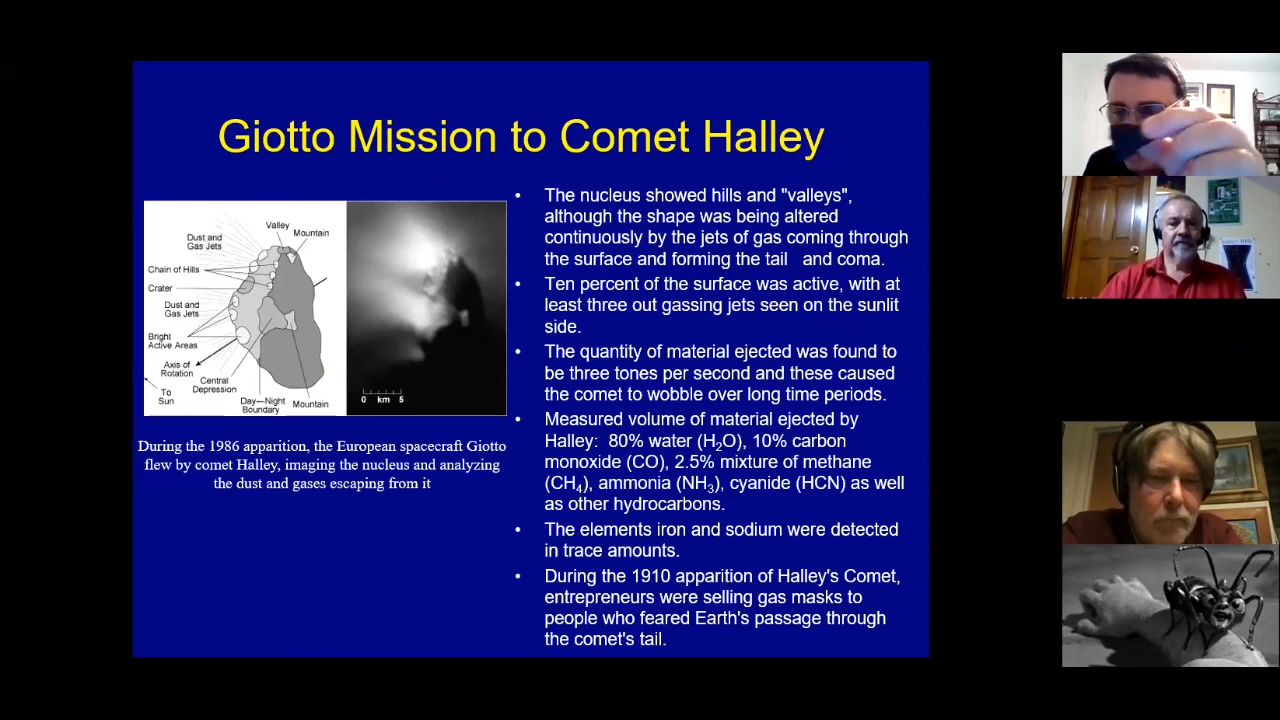 Giotto Mission to Comet Halley
Valley
Mountain
Dust and
Gas Jets
Chain of Hills
Crater
Dust and
Gas Jets
Bright
Active Areas
Axis of
Rotation
To
Sun
Central
Depression
Day—Night
Boundary
Mountain
0 km 5
During the 1986 apparition, the European spacecraft Giotto
flew by comet Halley, imaging the nucleus and analyzing
the dust and gases escaping from it
• The nucleus showed hills and "valleys",
although the shape was being altered
continuously by the jets of gas coming through
the surface and forming the tail and coma.
• Ten percent of the surface was active, with at
least three out gassing jets seen on the sunlit
side.
• The quantity of material ejected was found to
be three tones per second and these caused
the comet to wobble over long time periods.
• Measured volume of material ejected by
Halley: 80% water (H₂O), 10% carbon
monoxide (CO), 2.5% mixture of methane
(CH₄), ammonia (NH₃), cyanide (HCN) as well
as other hydrocarbons.
• The elements iron and sodium were detected
in trace amounts.
• During the 1910 apparition of Halley's Comet,
entrepreneurs were selling gas masks to
people who feared Earth's passage through
the comet's tail.